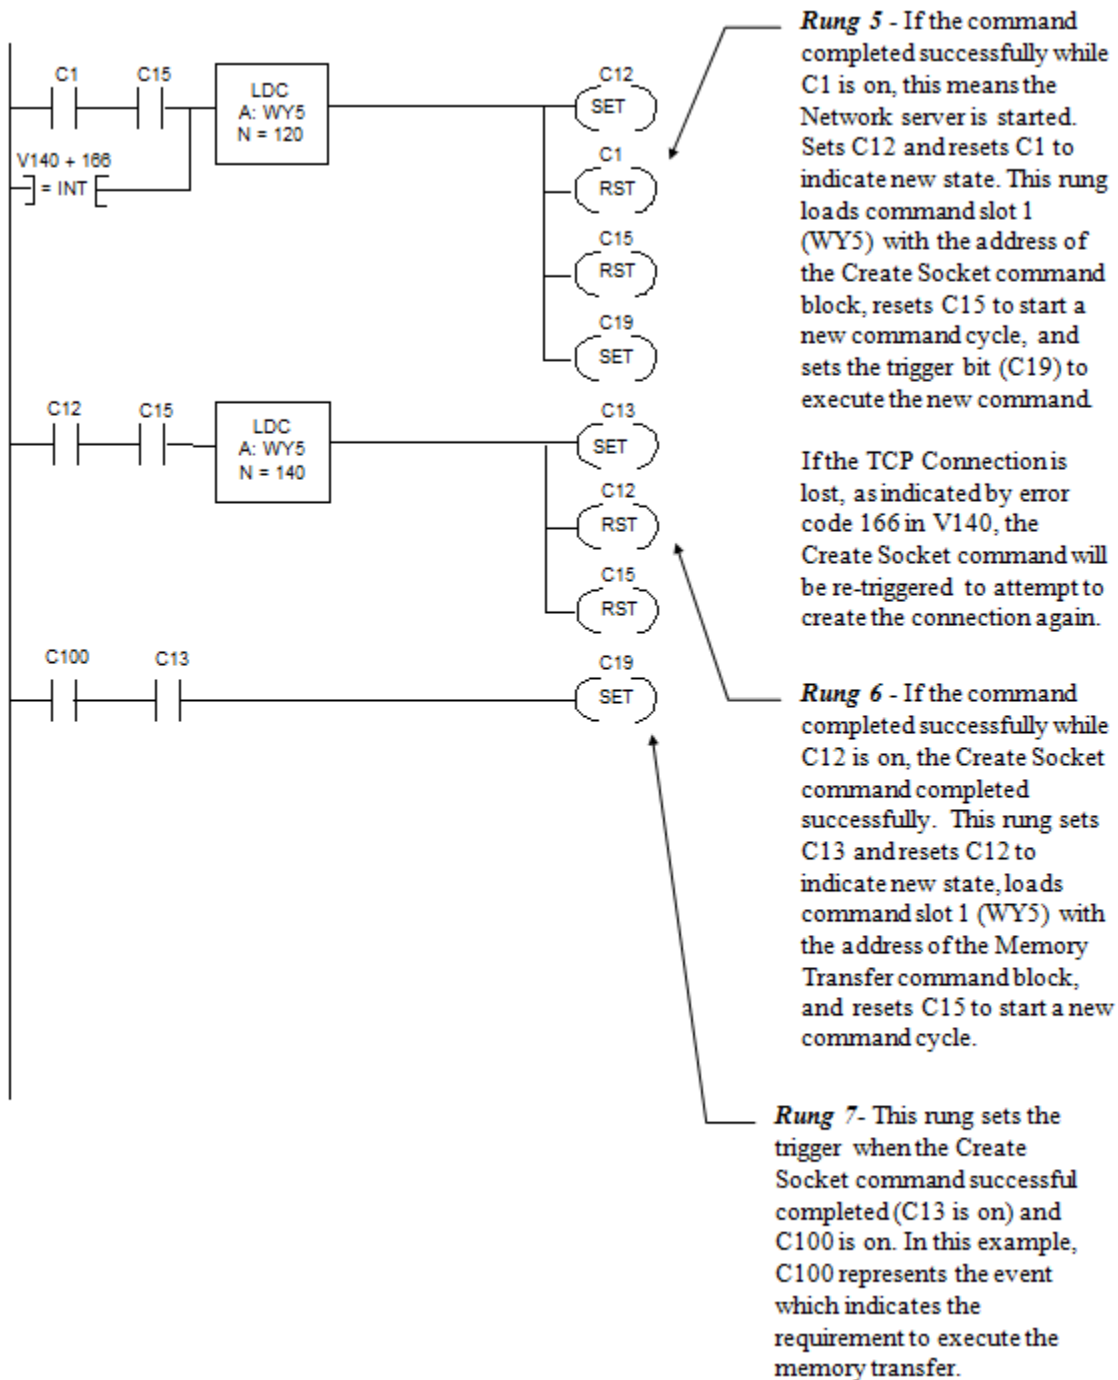 C1 C15
LDC
A: WY5
N = 120
V140 + 166
= INT
C12
SET
C1
RST
C15
RST
C19
SET
C12 C15
LDC
A: WY5
N = 140
C13
SET
C12
RST
C15
RST
C100 C13
C19
SET
Rung 5 - If the command
completed successfully while
C1 is on, this means the
Network server is started.
Sets C12 and resets C1 to
indicate new state. This rung
loads command slot 1
(WY5) with the address of
the Create Socket command
block, resets C15 to start a
new command cycle, and
sets the trigger bit (C19) to
execute the new command.
If the TCP Connection is
lost, as indicated by error
code 166 in V140, the
Create Socket command will
be re-triggered to attempt to
create the connection again.
Rung 6 - If the command
completed successfully while
C12 is on, the Create Socket
command completed
successfully. This rung sets
C13 and resets C12 to
indicate new state, loads
command slot 1 (WY5) with
the address of the Memory
Transfer command block,
and resets C15 to start a new
command cycle.
Rung 7- This rung sets the
trigger when the Create
Socket command successful
completed (C13 is on) and
C100 is on. In this example,
C100 represents the event
which indicates the
requirement to execute the
memory transfer.